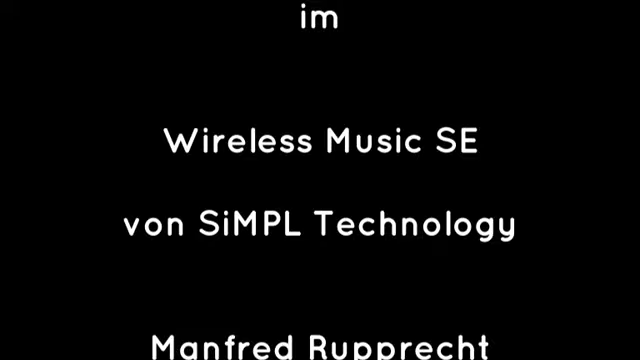 im
Wireless Music SE
von SiMPL Technology
Manfred Rupprecht